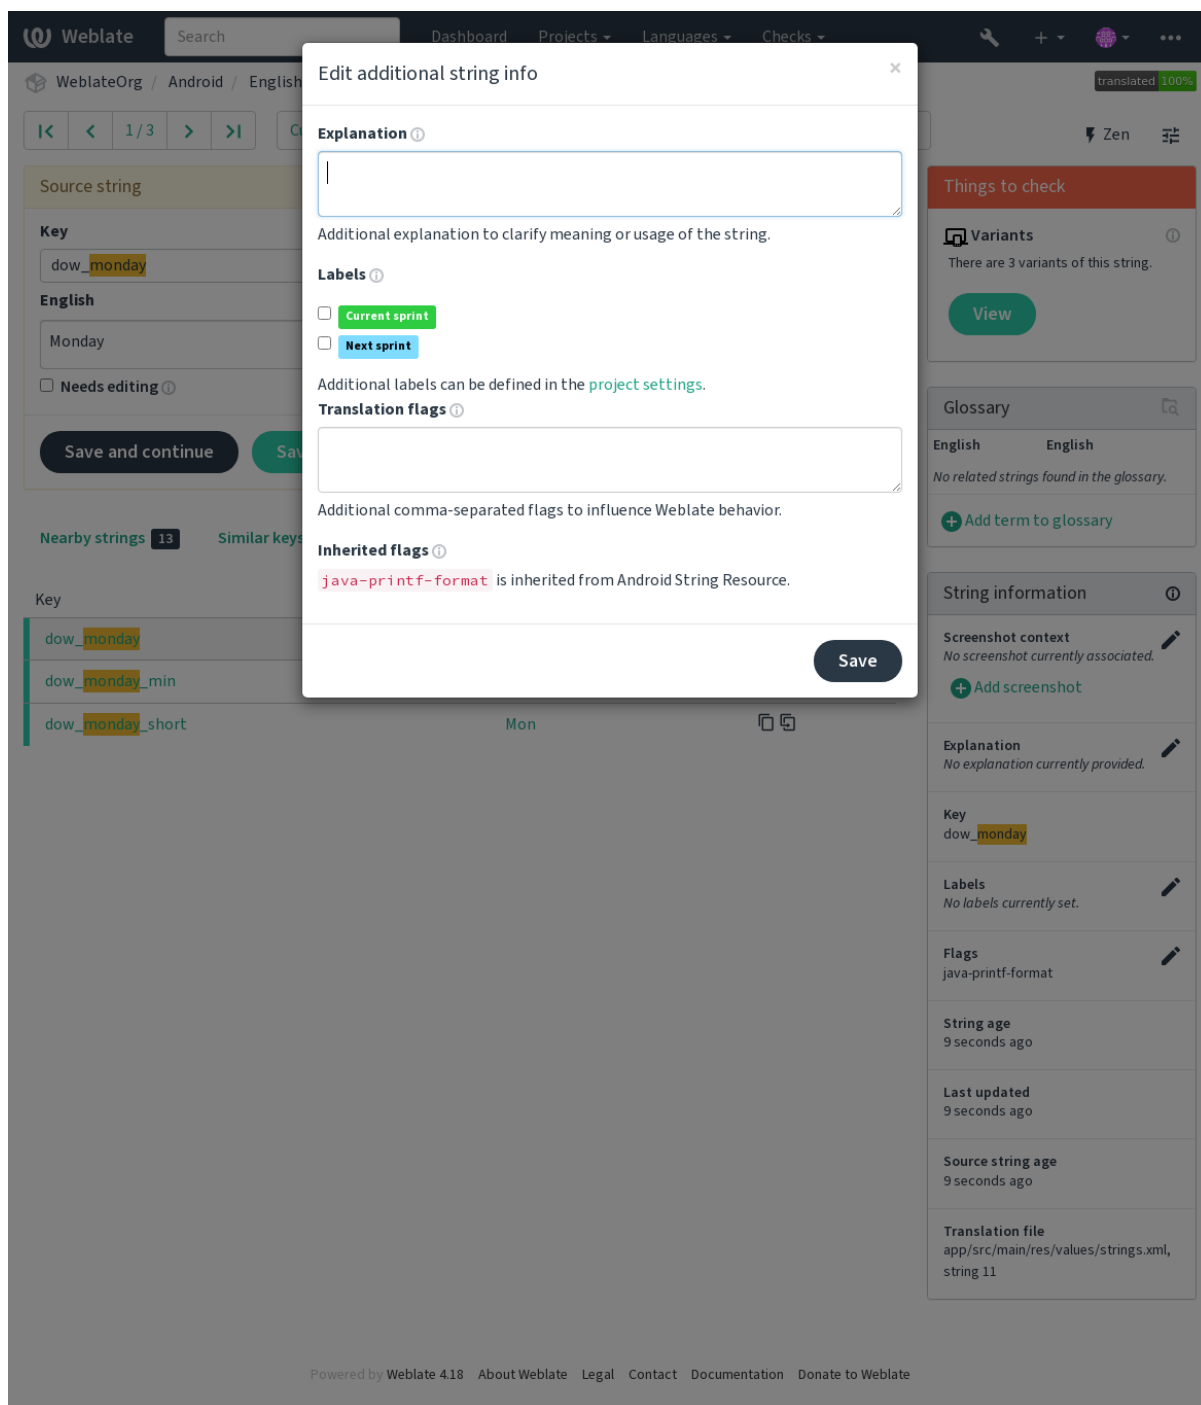 Weblate
Search
Dashboard Projects Languages Checks
WeblateOrg / Android / English
translated 100%
1 / 3
Zen
Edit additional string info
×
Explanation
Additional explanation to clarify meaning or usage of the string.
Labels
Current sprint
Next sprint
Additional labels can be defined in the project settings.
Translation flags
Additional comma-separated flags to influence Weblate behavior.
Inherited flags
java-printf-format is inherited from Android String Resource.
Save
Source string
Key
dow_monday
English
Monday
Needs editing
Save and continue
Nearby strings 13 Similar keys
Key
dow_monday
dow_monday_min
dow_monday_short Mon
Things to check
Variants
There are 3 variants of this string.
View
Glossary
English English
No related strings found in the glossary.
Add term to glossary
String information
Screenshot context
No screenshot currently associated.
Add screenshot
Explanation
No explanation currently provided.
Key
dow_monday
Labels
No labels currently set.
Flags
java-printf-format
String age
9 seconds ago
Last updated
9 seconds ago
Source string age
9 seconds ago
Translation file
app/src/main/res/values/strings.xml,
string 11
Powered by Weblate 4.18 About Weblate Legal Contact Documentation Donate to Weblate